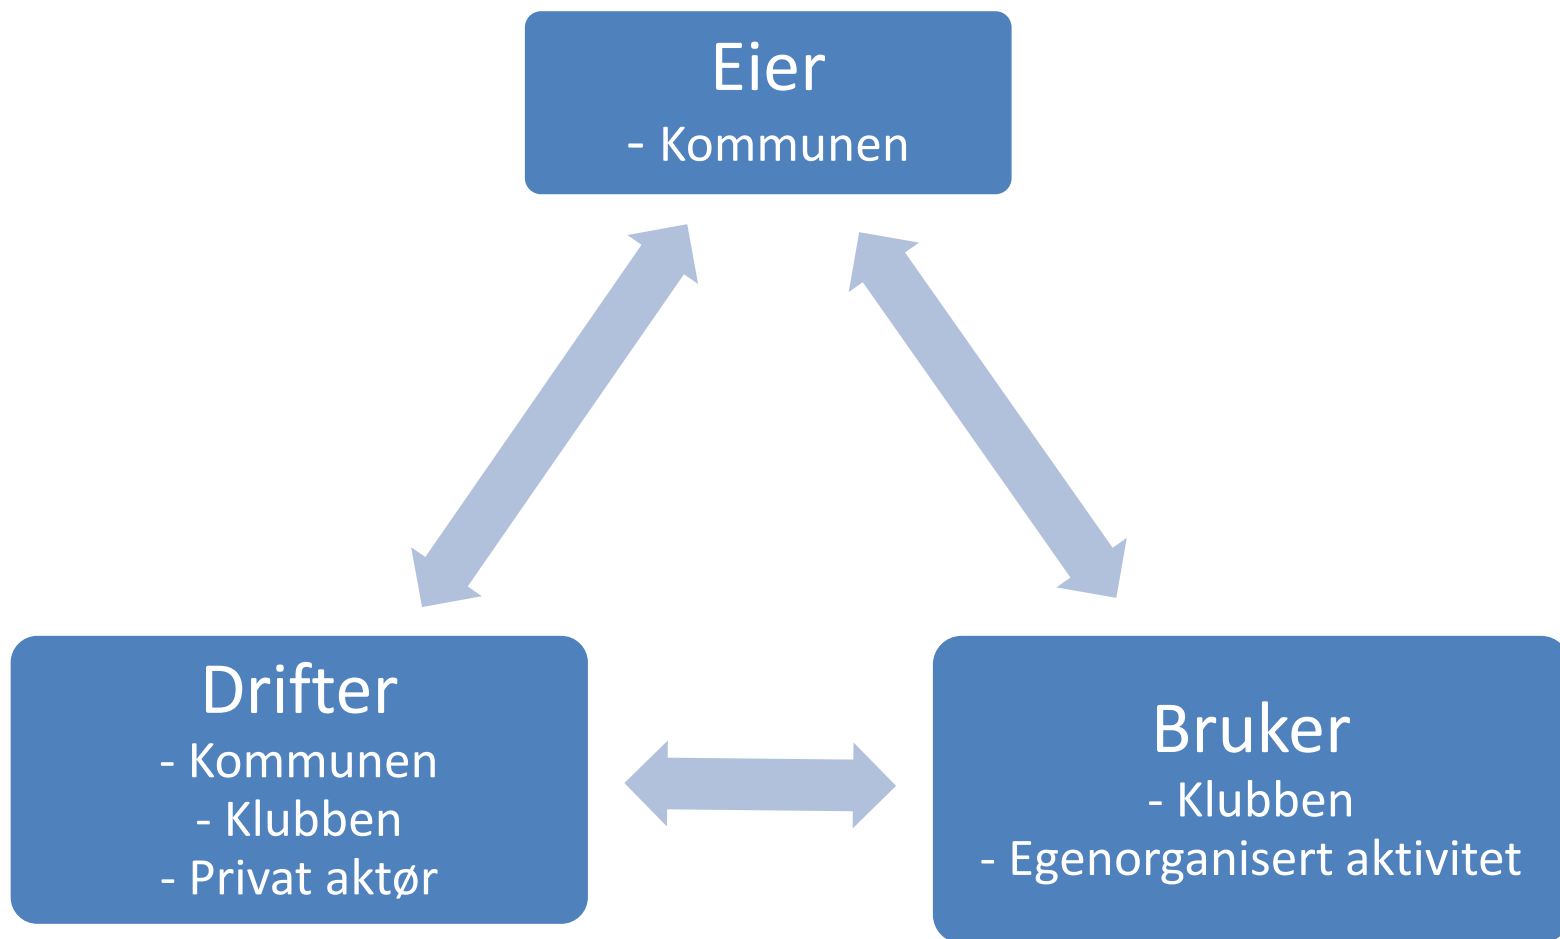 Eier
- Kommunen
Drifter
- Kommunen
- Klubben
- Privat aktør
Bruker
- Klubben
- Egenorganisert aktivitet